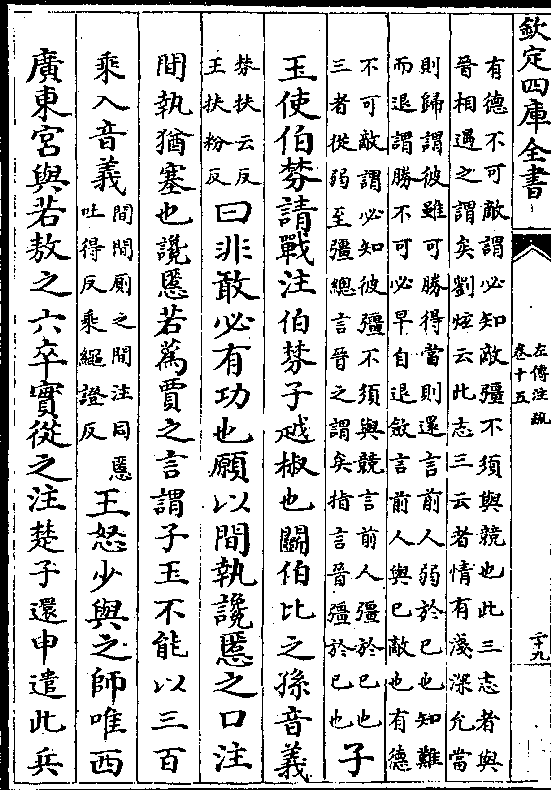 欽定四庫全書
左傳注疏
卷十五
二十九
有德不可敵謂必知敵彊不須與競也此三志者與
晉相遇之謂矣劉炫云此志三云者情有淺深允當
則歸謂彼雖可勝得當則還言前人弱於已也知難
而退謂勝不可必早自退斂言前人與已敵也有德
不可敵謂必知彼彊不須與競言前人彊於已也
三者從弱至彊總言晉之謂矣指言晉彊於已也
子
玉使伯棼請戰注伯棼子越椒也鬭伯比之孫音義
棼扶云反
王扶粉反
曰非敢必有功也願以間執讒慝之口注
間執猶塞也讒慝若蒍賈之言謂子玉不能以三百
乘入音義
間間厠之間注同慝
吐得反乘繩證反
王怒少與之師唯西
廣東宮與若敖之六卒實從之注楚子還申遣此兵